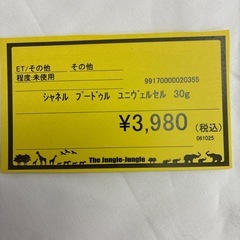 ET/その他 その他
程度:未使用
99170000020355
シャネル プードゥル ユニヴェルセル 30g
¥3,980 (税込)
081025
The Jungle-Jungle